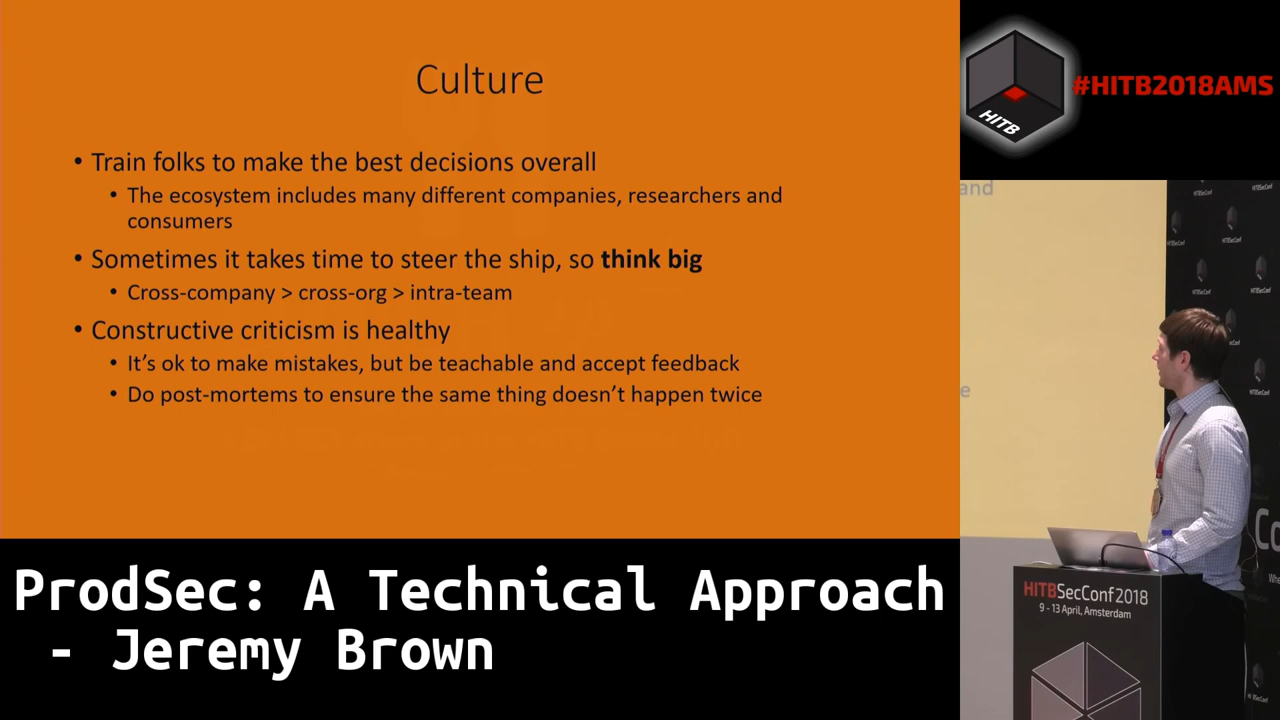 Culture
• Train folks to make the best decisions overall
• The ecosystem includes many different companies, researchers and
consumers
• Sometimes it takes time to steer the ship, so think big
• Cross-company > cross-org > intra-team
• Constructive criticism is healthy
• It's ok to make mistakes, but be teachable and accept feedback
• Do post-mortems to ensure the same thing doesn't happen twice
ProdSec: A Technical Approach
- Jeremy Brown
HITB
#HITB2018AMS
and
e
HITBSecConf2018
9 - 13 April, Amsterdam
HITBSecConf